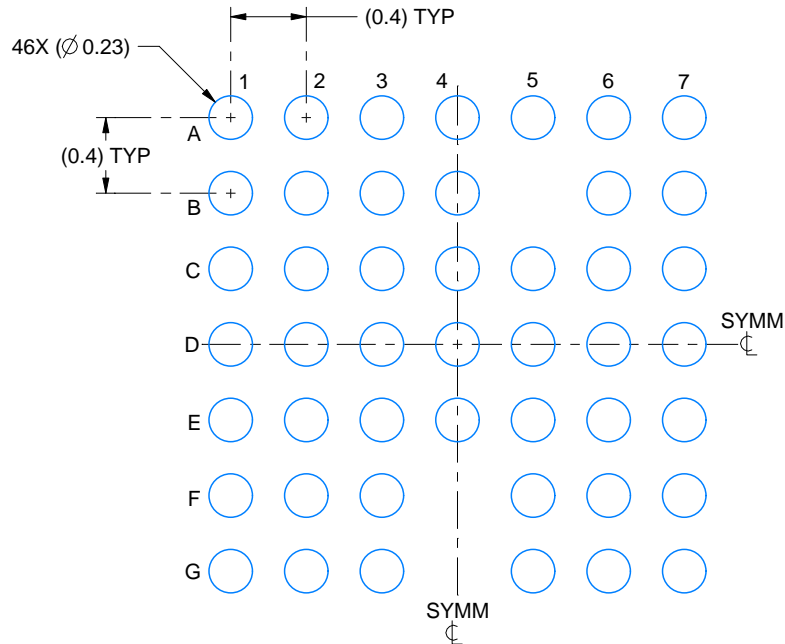 (0.4) TYP
46X (∅ 0.23)
1 2 3 4 5 6 7
A
(0.4) TYP
B
C
SYMM
D
℄
E
F
G
SYMM
℄